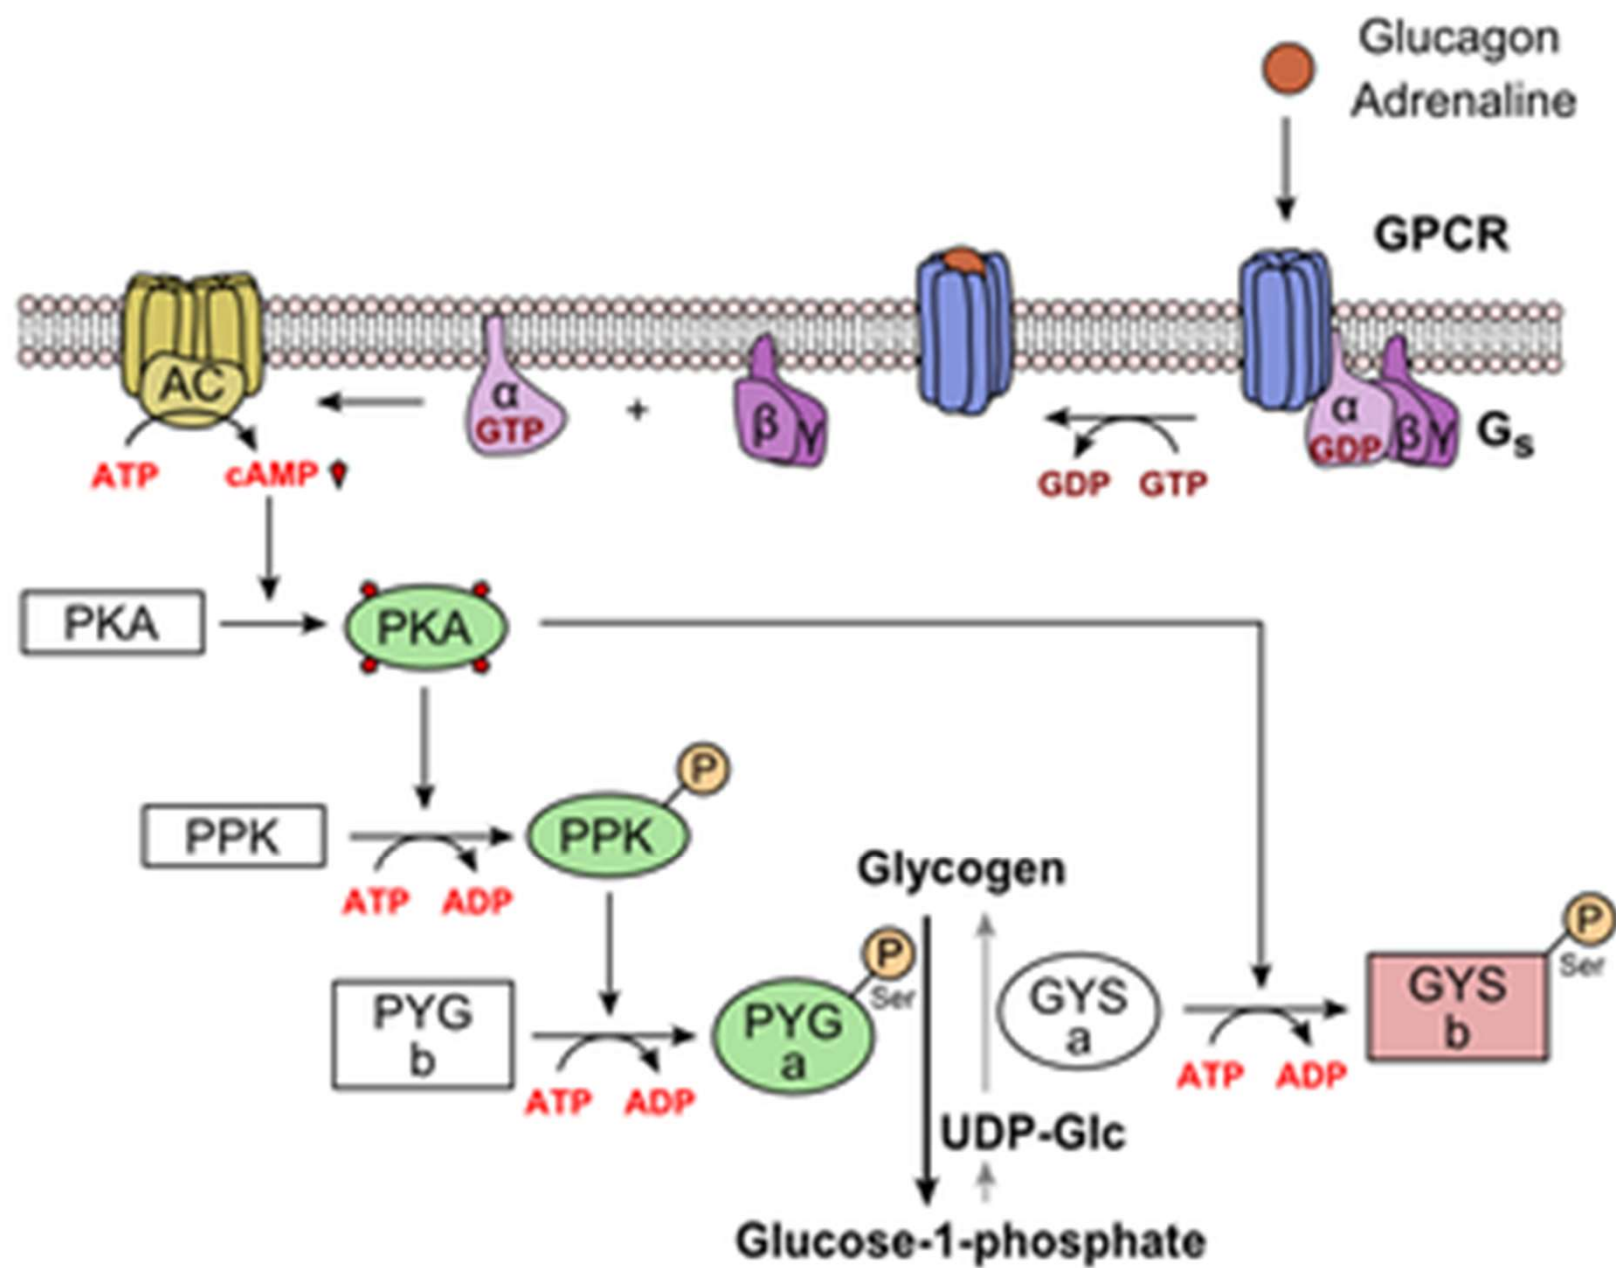 Glucagon
Adrenaline
GPCR
AC
α
GTP
+
β γ
α
GDP
β γ
Gs
ATP
cAMP
GDP
GTP
PKA
PKA
P
PPK
PPK
ATP
ADP
Glycogen
P
Ser
P
Ser
PYG
b
PYG
a
GYS
a
GYS
b
ATP
ADP
ATP
ADP
UDP-Glc
Glucose-1-phosphate